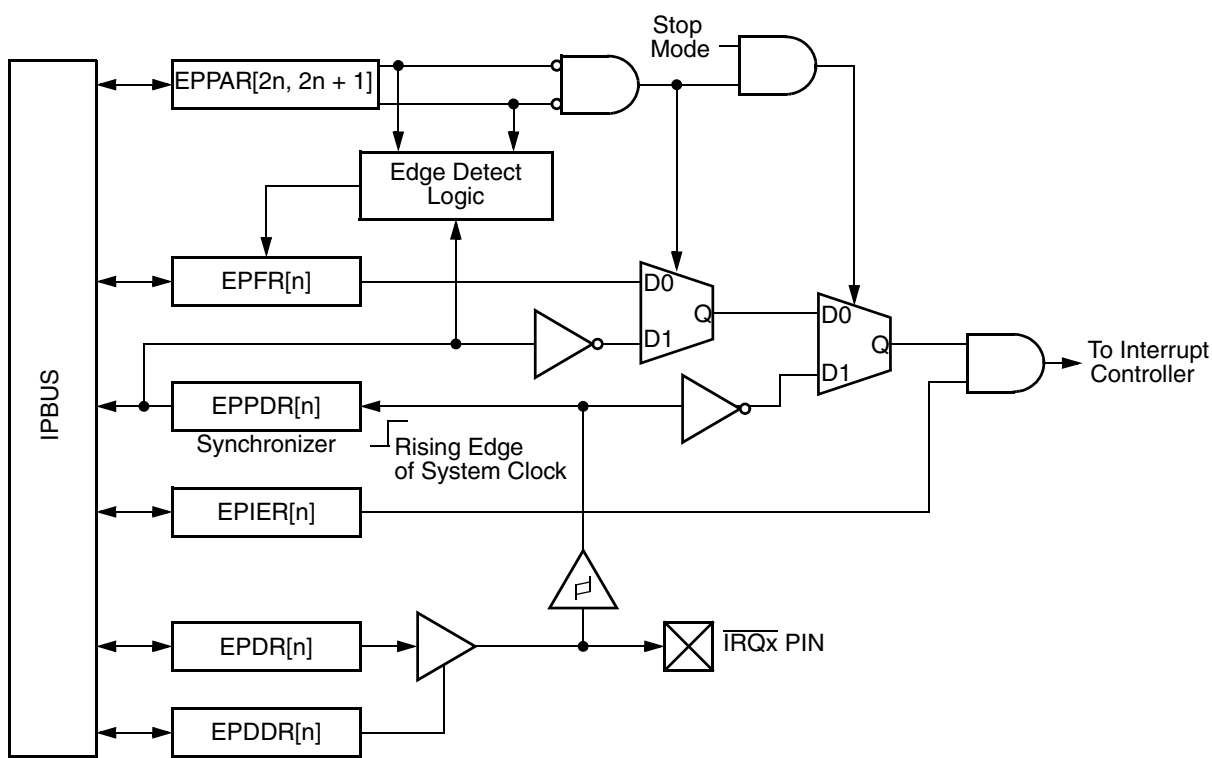 Stop
Mode
EPPAR[2n, 2n + 1]
Edge Detect
Logic
EPFR[n]
D0
Q
D1
D0
Q
D1
To Interrupt
Controller
IPBUS
EPPDR[n]
Synchronizer
Rising Edge
of System Clock
EPIER[n]
EPDR[n]
IRQx PIN
EPDDR[n]